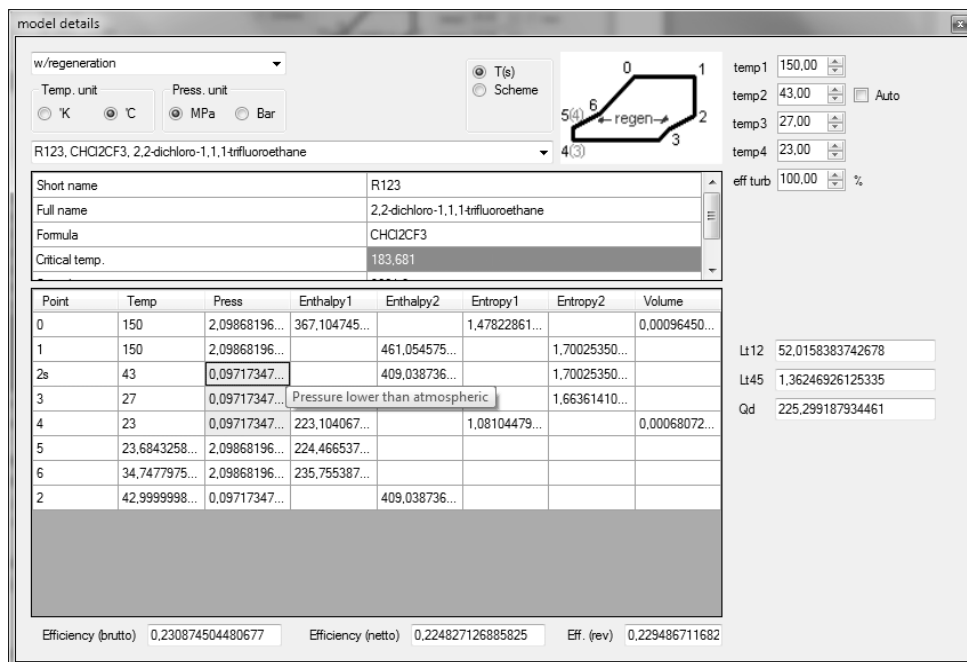 model details
w/regeneration
Temp. unit
Press. unit
'K
'C
MPa
Bar
T(s)
Scheme
0
1
2
3
4(3)
5(4)
6
regen
temp1 150,00
temp2 43,00 Auto
temp3 27,00
temp4 23,00
eff turb 100,00 %
R123, CHCl2CF3, 2,2-dichloro-1,1,1-trifluoroethane
Short name R123
Full name 2,2-dichloro-1,1,1-trifluoroethane
Formula CHCl2CF3
Critical temp. 183,681
Point Temp Press Enthalpy1 Enthalpy2 Entropy1 Entropy2 Volume
0 150 2,09868196... 367,104745... 1,47822861... 0,00096450...
1 150 2,09868196... 461,054575... 1,70025350...
2s 43 0,09717347... 409,038736... 1,70025350...
3 27 0,09717347... Pressure lower than atmospheric 1,66361410...
4 23 0,09717347... 223,104067... 1,08104479... 0,00068072...
5 23,6843258... 2,09868196... 224,466537...
6 34,7477975... 2,09868196... 235,755387...
2 42,9999998... 0,09717347... 409,038736...
Lt12 52,0158383742678
Lt45 1,36246926125335
Qd 225,299187934461
Efficiency (brutto) 0,230874504480677 Efficiency (netto) 0,224827126885825 Eff. (rev) 0,229486711682